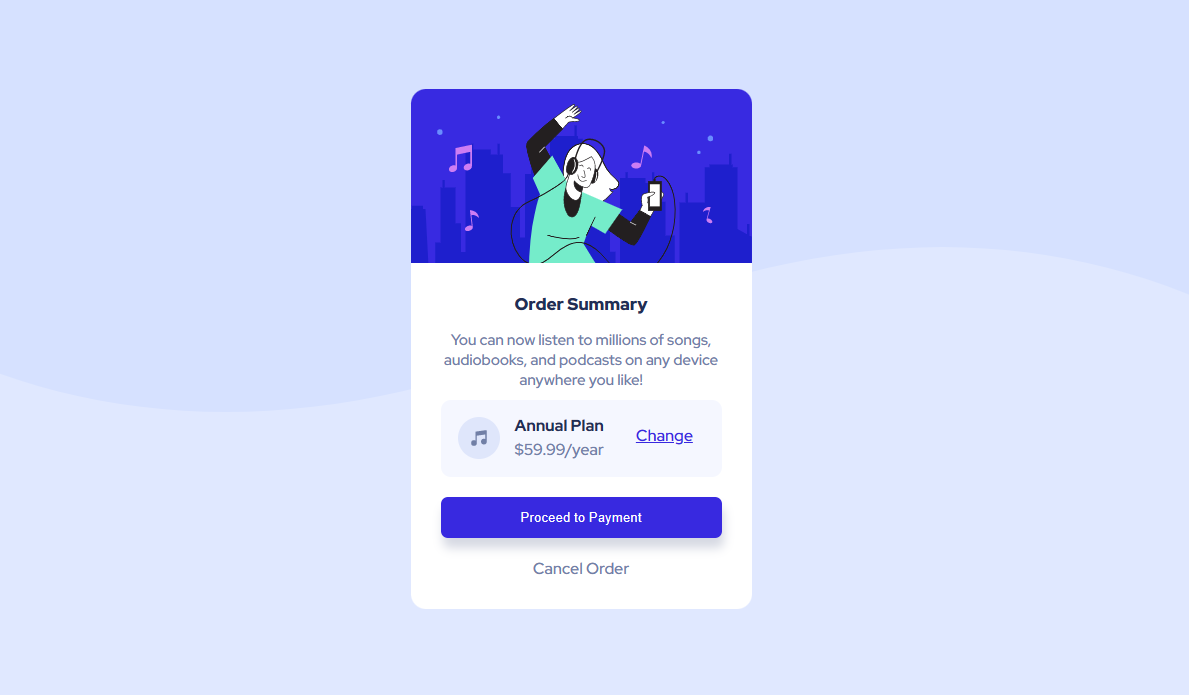 Order Summary
You can now listen to millions of songs,
audiobooks, and podcasts on any device
anywhere you like!
Annual Plan
$59.99/year
Change
Proceed to Payment
Cancel Order